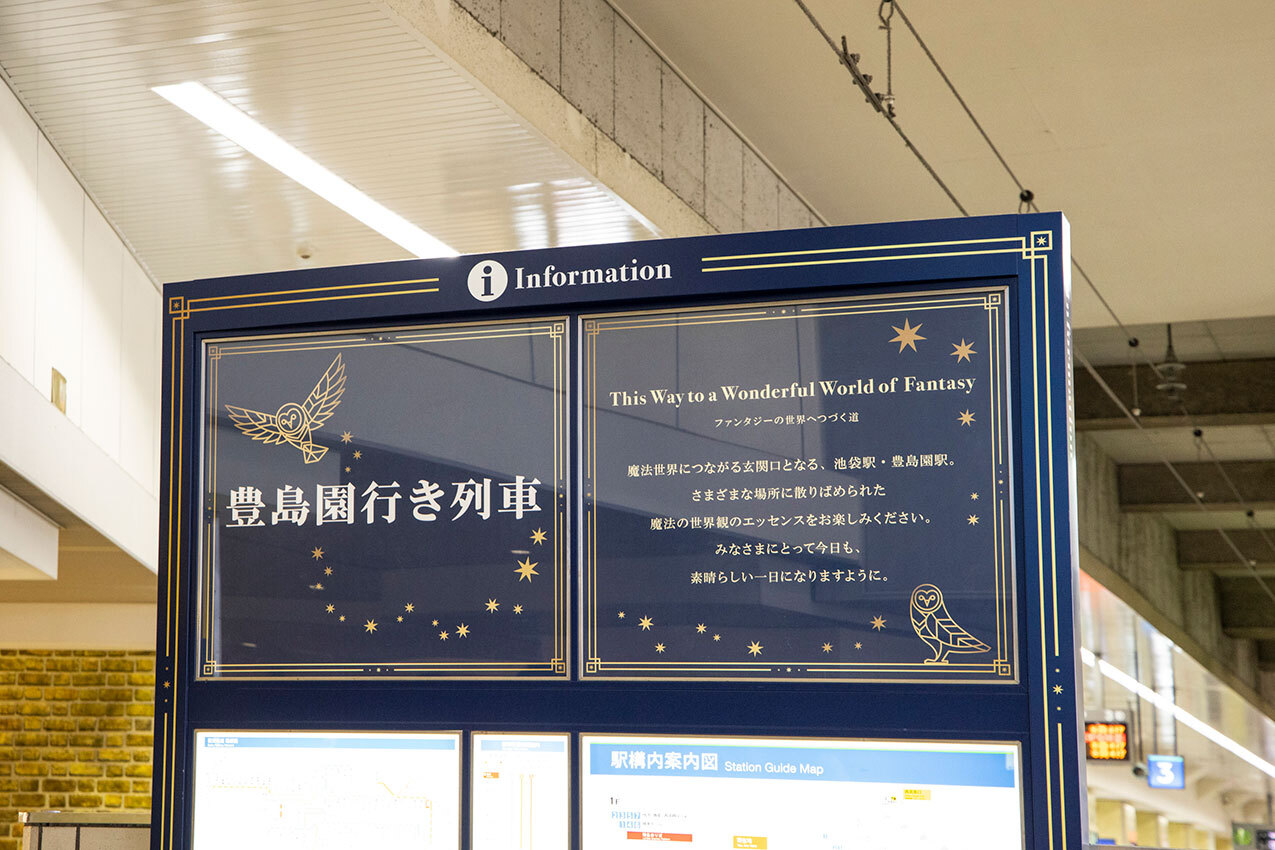 i Information
豊島園行き列車
This Way to a Wonderful World of Fantasy
ファンタジーの世界へつづく道
魔法世界につながる玄関口となる、池袋駅・豊島園駅。
さまざまな場所に散りばめられた
魔法の世界観のエッセンスをお楽しみください。
みなさまにとって今日も、
素晴らしい一日になりますように。
駅構内案内図 Station Guide Map
1F
3